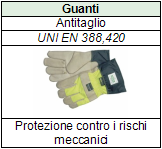 Guanti
Antitaglio
UNI EN 388,420
Protezione contro i rischi
meccanici